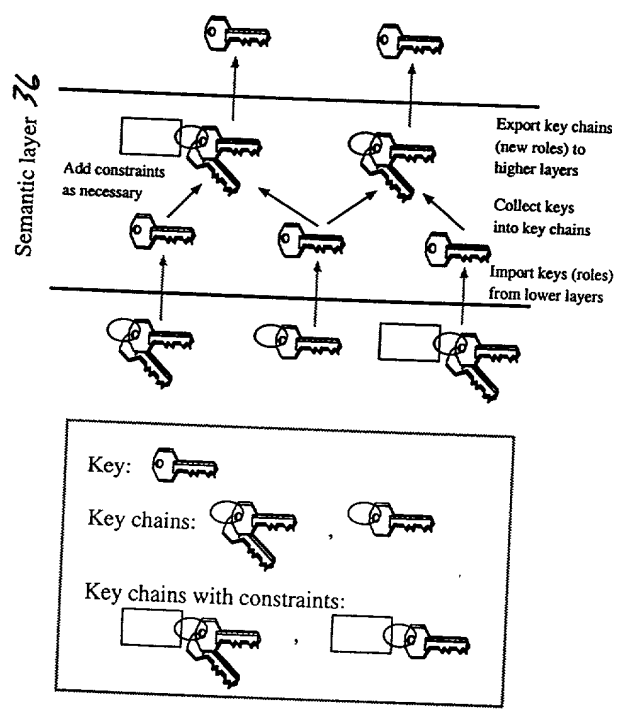 Semantic layer 36
Export key chains
(new roles) to
higher layers
Add constraints
as necessary
Collect keys
into key chains
Import keys (roles)
from lower layers
Key:
Key chains: ,
Key chains with constraints:
,